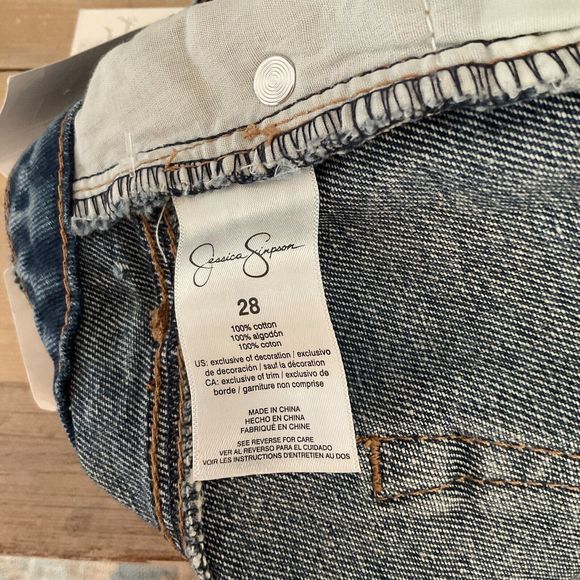 Jessica Simpson
28
100% cotton
100% algodón
100% coton
US: exclusive of decoration / exclusivo
de decoración / sauf la décoration
CA: exclusive of trim / exclusivo de
borde / garniture non comprise
MADE IN CHINA
HECHO EN CHINA
FABRIQUÉ EN CHINE
SEE REVERSE FOR CARE
VER AL REVERSO PARA EL CUIDADO
VOIR LES INSTRUCTIONS D'ENTRETIEN AU DOS